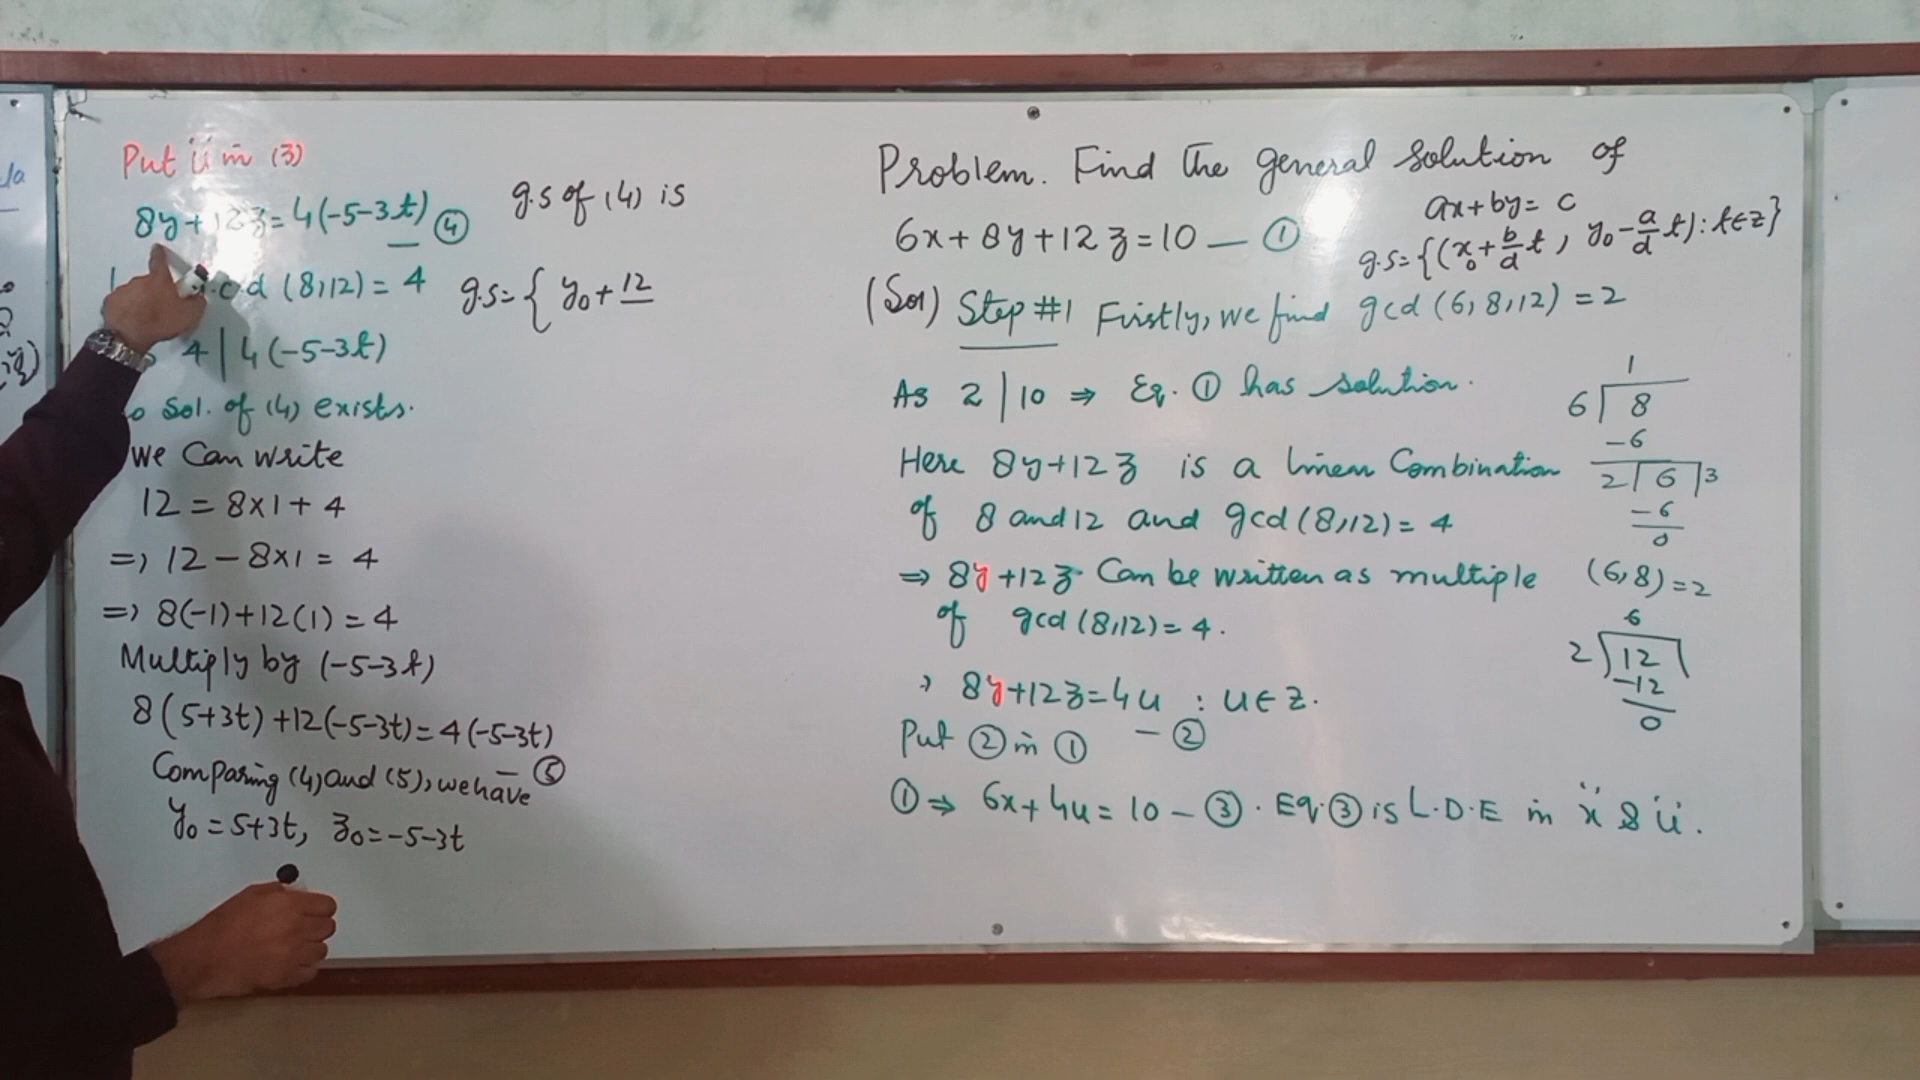 Put ü in (3)
8y+12z=4(-5-3t) — ④
.c.d (8,12) = 4
4 | 4(-5-3t)
o Sol. of (4) exists.
we Can write
12 = 8x1+4
=) 12-8x1 = 4
=) 8(-1)+12(1) = 4
Multiply by (-5-3t)
8(5+3t)+12(-5-3t)=4(-5-3t)
— ⑤
Comparing (4) and (5), we have
y₀ = 5+3t, z₀ = -5-3t
g.s of (4) is
g.s = { y₀ + 12
Problem. Find the general solution of
6x+8y+12z=10 — ①
ax+by= c
g.s={(x₀+b/d t, y₀-a/d t): t∈z}
(Sol) Step #1 Firstly, we find gcd (6,8,12) = 2
As 2 | 10 ⇒ Eq. ① has solution.
Here 8y+12z is a linear Combination
of 8 and 12 and gcd(8,12) = 4
⇒ 8y+12z Can be written as multiple
of gcd (8,12) = 4.
8y+12z=4u : u∈z.
— ②
Put ② in ①
① ⇒ 6x+4u = 10 — ③. Eq. ③ is L.D.E in ẍ & ü.
1
6 8
-6
2 6 3
-6
0
(6,8) = 2
6
2 12
-12
0